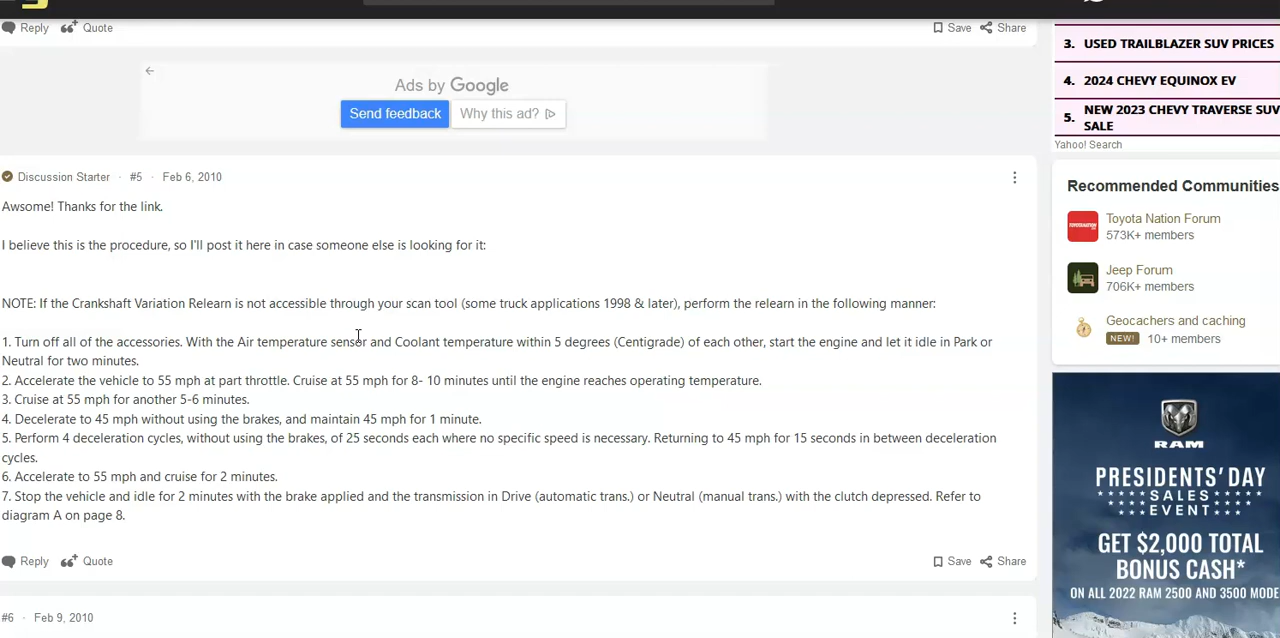 Reply Quote Save Share
Ads by Google
Send feedback Why this ad?
Discussion Starter · #5 · Feb 6, 2010
Awsome! Thanks for the link.
I believe this is the procedure, so I'll post it here in case someone else is looking for it:
NOTE: If the Crankshaft Variation Relearn is not accessible through your scan tool (some truck applications 1998 & later), perform the relearn in the following manner:
1. Turn off all of the accessories. With the Air temperature sensor and Coolant temperature within 5 degrees (Centigrade) of each other, start the engine and let it idle in Park or
Neutral for two minutes.
2. Accelerate the vehicle to 55 mph at part throttle. Cruise at 55 mph for 8- 10 minutes until the engine reaches operating temperature.
3. Cruise at 55 mph for another 5-6 minutes.
4. Decelerate to 45 mph without using the brakes, and maintain 45 mph for 1 minute.
5. Perform 4 deceleration cycles, without using the brakes, of 25 seconds each where no specific speed is necessary. Returning to 45 mph for 15 seconds in between deceleration
cycles.
6. Accelerate to 55 mph and cruise for 2 minutes.
7. Stop the vehicle and idle for 2 minutes with the brake applied and the transmission in Drive (automatic trans.) or Neutral (manual trans.) with the clutch depressed. Refer to
diagram A on page 8.
Reply Quote Save Share
#6 · Feb 9, 2010
3. USED TRAILBLAZER SUV PRICES
4. 2024 CHEVY EQUINOX EV
5. NEW 2023 CHEVY TRAVERSE SUV
SALE
Yahoo! Search
Recommended Communities
Toyota Nation Forum
573K+ members
Jeep Forum
706K+ members
Geocachers and caching
NEW! 10+ members
RAM
PRESIDENTS' DAY
SALES
EVENT
GET $2,000 TOTAL
BONUS CASH*
ON ALL 2022 RAM 2500 AND 3500 MODE